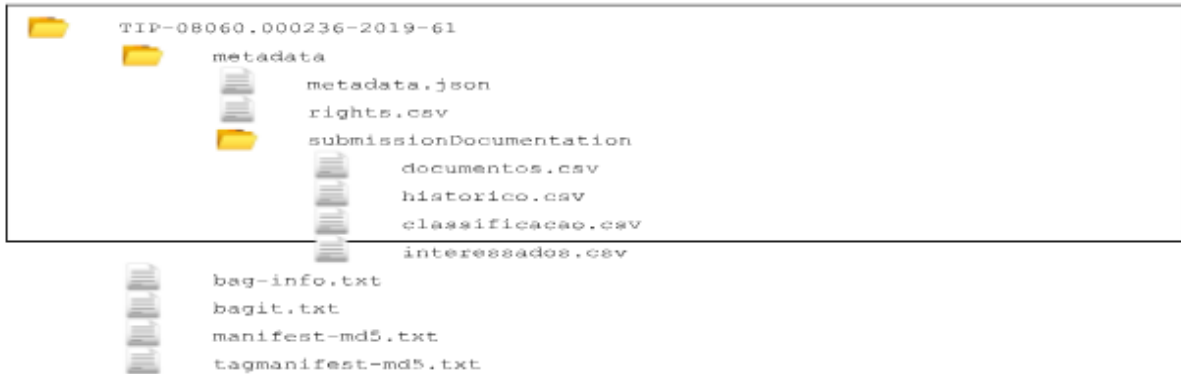 TIP-08060.000236-2019-61
metadata
metadata.json
rights.csv
submissionDocumentation
documentos.csv
historico.csv
classificacao.csv
interessados.csv
bag-info.txt
bagit.txt
manifest-md5.txt
tagmanifest-md5.txt